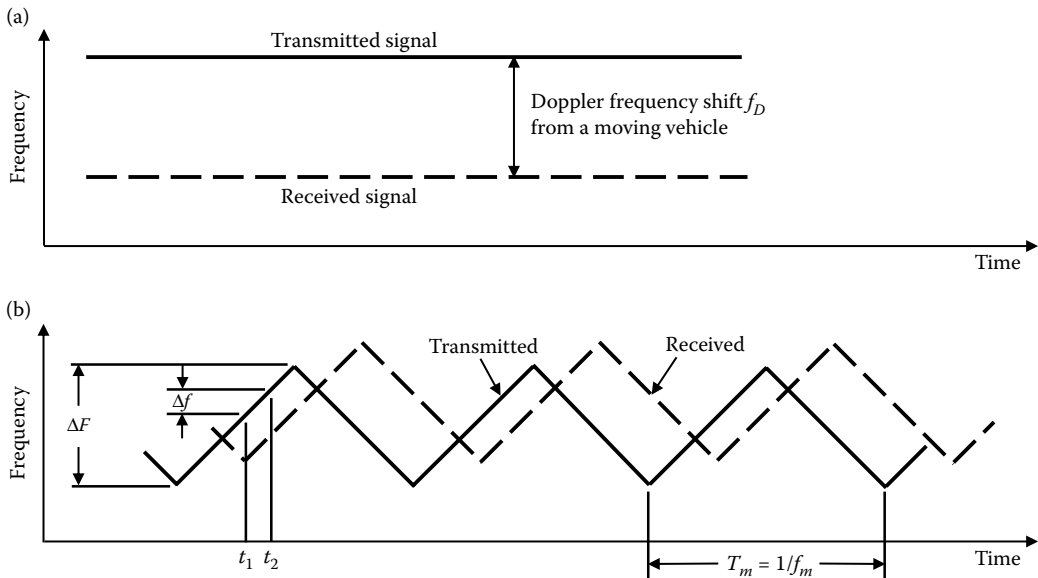 (a)
Transmitted signal
Frequency
Doppler frequency shift f_D
from a moving vehicle
Received signal
Time
(b)
Transmitted
Received
Frequency
ΔF
Δf
t_1 t_2
T_m = 1/f_m
Time